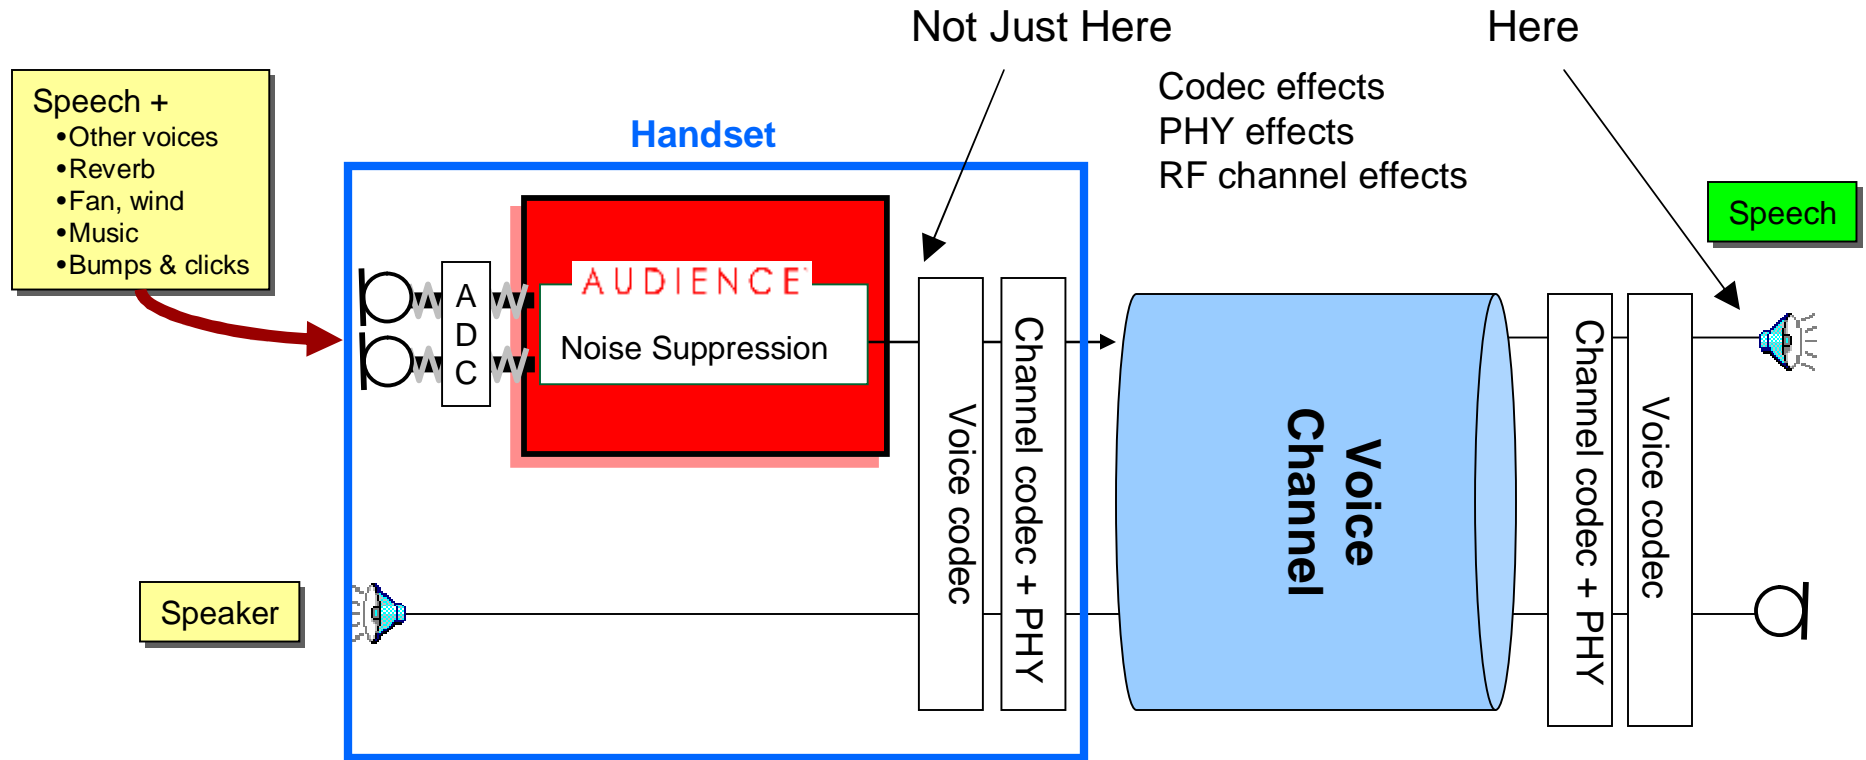 Not Just Here
Here
Codec effects
PHY effects
RF channel effects
Speech +
•Other voices
•Reverb
•Fan, wind
•Music
•Bumps & clicks
Handset
Speech
A
D
C
AUDIENCE
Noise Suppression
Voice codec
Channel codec + PHY
Voice
Channel
Channel codec + PHY
Voice codec
Speaker